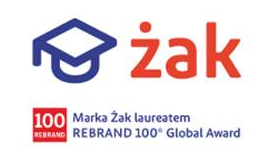 żak
100 Marka Żak laureatem
REBRAND REBRAND 100® Global Award